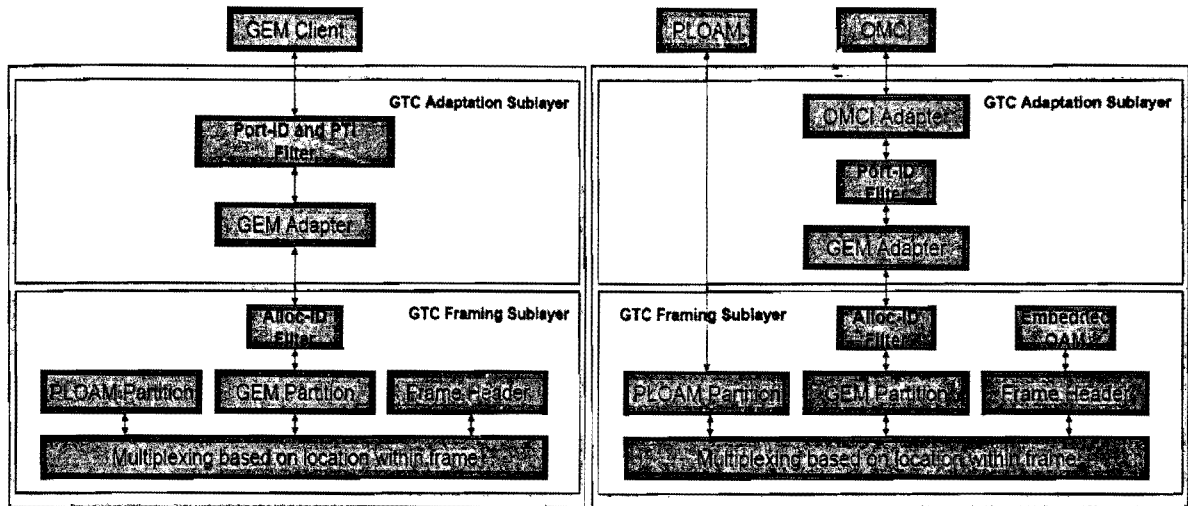 GEM Client
PLOAM
OMCI
GTC Adaptation Sublayer
Port-ID and PTI
Filter
GEM Adapter
GTC Framing Sublayer
Alloc-ID
Filter
PLOAM Partition
GEM Partition
Frame Header
Multiplexing based on location within frame
GTC Adaptation Sublayer
OMCI Adapter
Port-ID
Filter
GEM Adapter
GTC Framing Sublayer
Alloc-ID
Filter
Embedded
OAM
PLOAM Partition
GEM Partition
Frame Header
Multiplexing based on location within frame